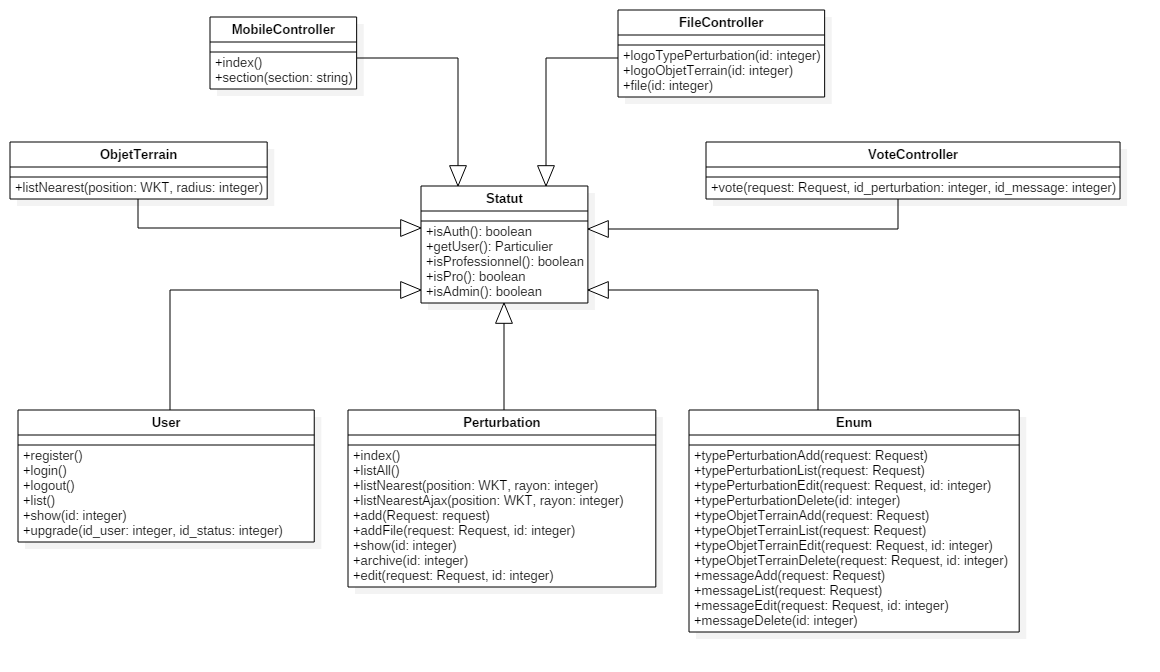 MobileController
+index()
+section(section: string)
FileController
+logoTypePerturbation(id: integer)
+logoObjetTerrain(id: integer)
+file(id: integer)
ObjetTerrain
+listNearest(position: WKT, radius: integer)
VoteController
+vote(request: Request, id_perturbation: integer, id_message: integer)
Statut
+isAuth(): boolean
+getUser(): Particulier
+isProfessionnel(): boolean
+isPro(): boolean
+isAdmin(): boolean
User
+register()
+login()
+logout()
+list()
+show(id: integer)
+upgrade(id_user: integer, id_status: integer)
Perturbation
+index()
+listAll()
+listNearest(position: WKT, rayon: integer)
+listNearestAjax(position: WKT, rayon: integer)
+add(Request: request)
+addFile(request: Request, id: integer)
+show(id: integer)
+archive(id: integer)
+edit(request: Request, id: integer)
Enum
+typePerturbationAdd(request: Request)
+typePerturbationList(request: Request)
+typePerturbationEdit(request: Request, id: integer)
+typePerturbationDelete(id: integer)
+typeObjetTerrainAdd(request: Request)
+typeObjetTerrainList(request: Request)
+typeObjetTerrainEdit(request: Request, id: integer)
+typeObjetTerrainDelete(request: Request, id: integer)
+messageAdd(request: Request)
+messageList(request: Request)
+messageEdit(request: Request, id: integer)
+messageDelete(id: integer)